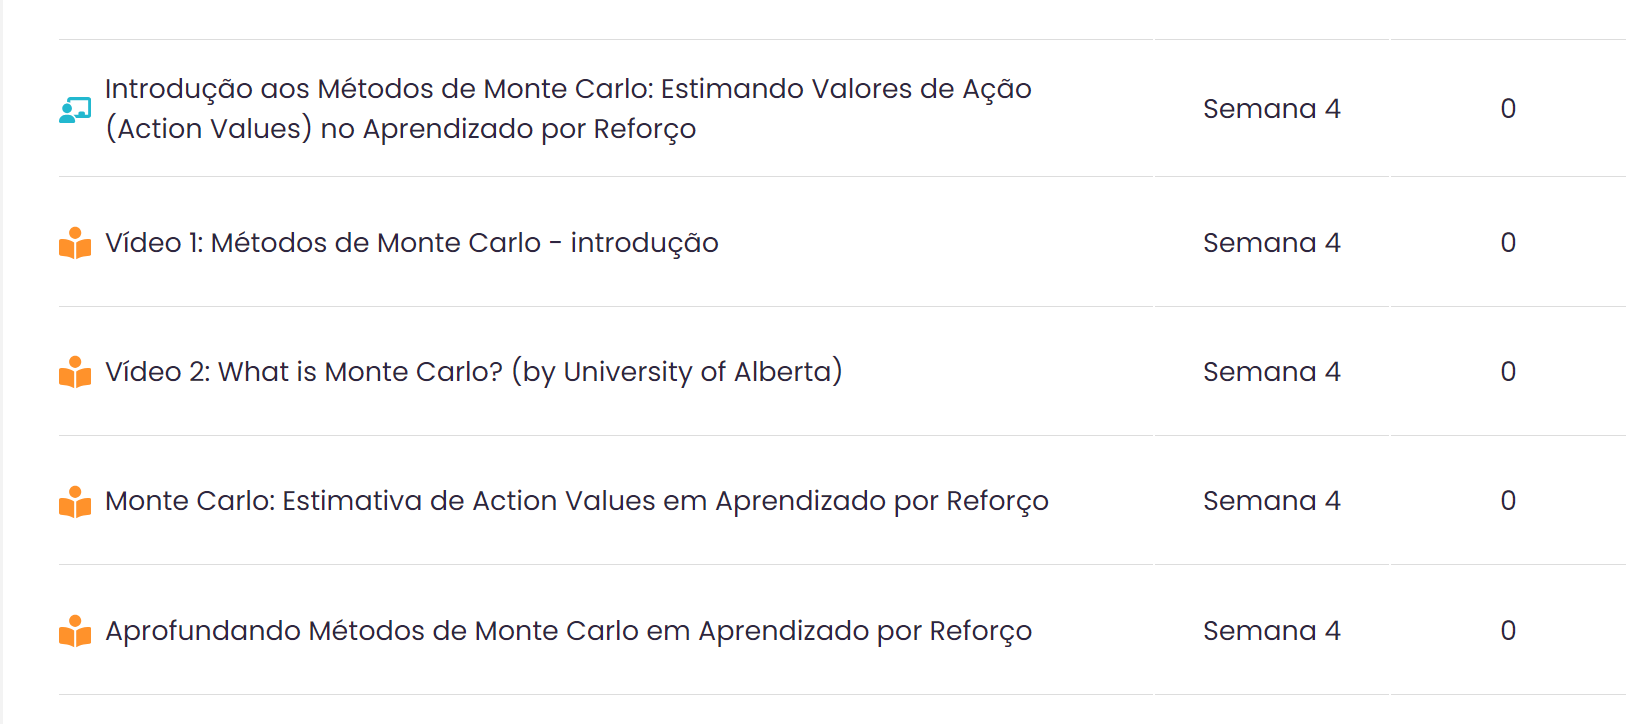 Introdução aos Métodos de Monte Carlo: Estimando Valores de Ação
(Action Values) no Aprendizado por Reforço
Semana 4
0
Vídeo 1: Métodos de Monte Carlo - introdução
Semana 4
0
Vídeo 2: What is Monte Carlo? (by University of Alberta)
Semana 4
0
Monte Carlo: Estimativa de Action Values em Aprendizado por Reforço
Semana 4
0
Aprofundando Métodos de Monte Carlo em Aprendizado por Reforço
Semana 4
0